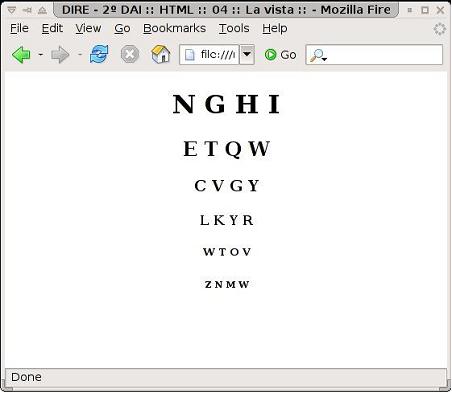 DIRE - 2º DAI :: HTML :: 04 :: La vista :: - Mozilla Fire
File Edit View Go Bookmarks Tools Help
file:/// Go
N G H I
E T Q W
C V G Y
L K Y R
W T O V
Z N M W
Done